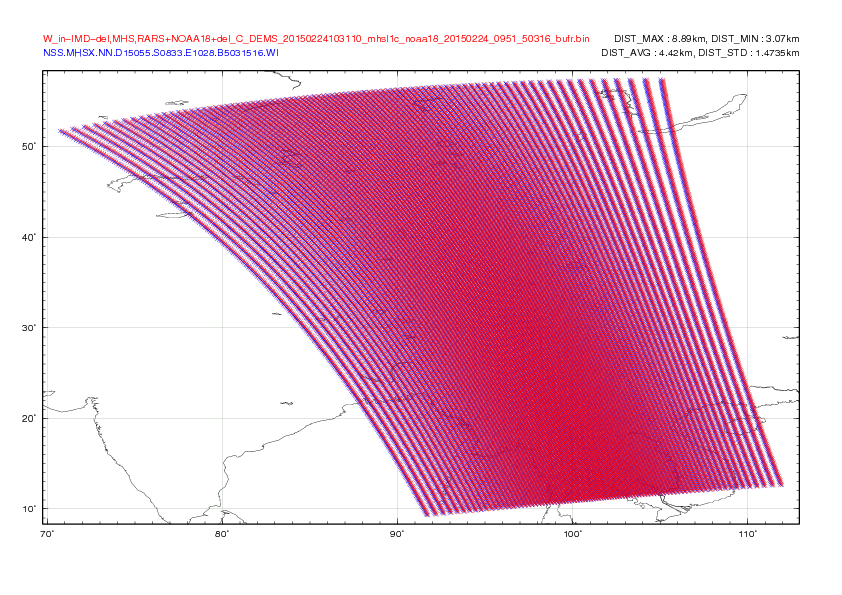 W_in-IMD-del,MHS,RARS+NOAA18+del_C_DEMS_20150224103110_mhsl1c_noaa18_20150224_0951_50316_bufr.bin DIST_MAX : 8.89km, DIST_MIN : 3.07km
NSS.MHSX.NN.D15055.S0833.E1028.B5031516.WI DIST_AVG : 4.42km, DIST_STD : 1.4735km
50°
40°
30°
20°
10°
70° 80° 90° 100° 110°